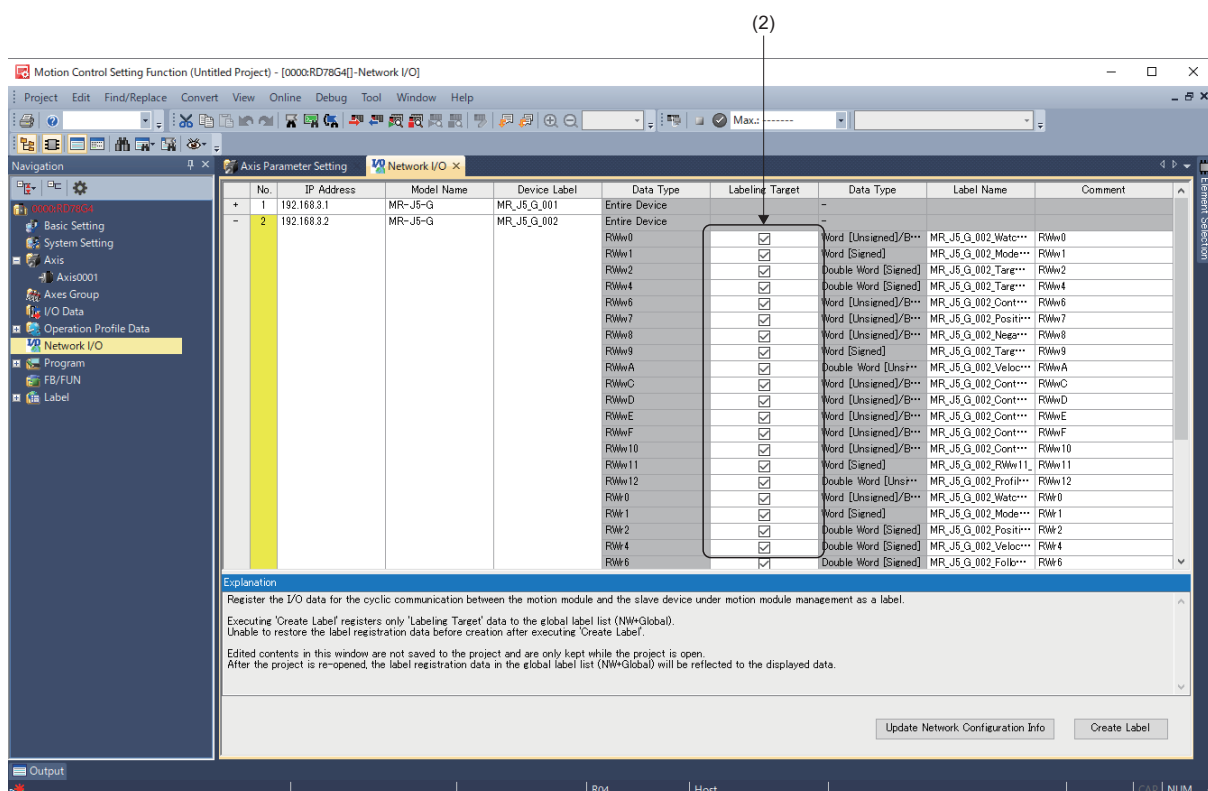 (2)
Motion Control Setting Function (Untitled Project) - [0000:RD78G4[]-Network I/O]
Project Edit Find/Replace Convert View Online Debug Tool Window Help
Max.: -------
Navigation
Axis Parameter Setting Network I/O
0000:RD78G4
Basic Setting
System Setting
Axis
Axis0001
Axes Group
I/O Data
Operation Profile Data
Network I/O
Program
FB/FUN
Label
No. IP Address Model Name Device Label Data Type Labeling Target Data Type Label Name Comment
+ 1 192.168.3.1 MR-J5-G MR_J5_G_001 Entire Device -
- 2 192.168.3.2 MR-J5-G MR_J5_G_002 Entire Device -
RWw0 Word [Unsigned]/B··· MR_J5_G_002_Watc··· RWw0
RWw1 Word [Signed] MR_J5_G_002_Mode··· RWw1
RWw2 Double Word [Signed] MR_J5_G_002_Targ··· RWw2
RWw4 Double Word [Signed] MR_J5_G_002_Targ··· RWw4
RWw6 Word [Unsigned]/B··· MR_J5_G_002_Cont··· RWw6
RWw7 Word [Unsigned]/B··· MR_J5_G_002_Positi··· RWw7
RWw8 Word [Unsigned]/B··· MR_J5_G_002_Nega··· RWw8
RWw9 Word [Signed] MR_J5_G_002_Targ··· RWw9
RWwA Double Word [Unsi··· MR_J5_G_002_Veloc··· RWwA
RWwC Word [Unsigned]/B··· MR_J5_G_002_Cont··· RWwC
RWwD Word [Unsigned]/B··· MR_J5_G_002_Cont··· RWwD
RWwE Word [Unsigned]/B··· MR_J5_G_002_Cont··· RWwE
RWwF Word [Unsigned]/B··· MR_J5_G_002_Cont··· RWwF
RWw10 Word [Unsigned]/B··· MR_J5_G_002_Cont··· RWw10
RWw11 Word [Signed] MR_J5_G_002_RWw11_ RWw11
RWw12 Double Word [Unsi··· MR_J5_G_002_Profil··· RWw12
RWr0 Word [Unsigned]/B··· MR_J5_G_002_Watc··· RWr0
RWr1 Word [Signed] MR_J5_G_002_Mode··· RWr1
RWr2 Double Word [Signed] MR_J5_G_002_Positi··· RWr2
RWr4 Double Word [Signed] MR_J5_G_002_Veloc··· RWr4
RWr6 Double Word [Signed] MR_J5_G_002_Follo··· RWr6
Element Selection
Explanation
Register the I/O data for the cyclic communication between the motion module and the slave device under motion module management as a label.
Executing 'Create Label' registers only 'Labeling Target' data to the global label list (NW+Global).
Unable to restore the label registration data before creation after executing 'Create Label'.
Edited contents in this window are not saved to the project and are only kept while the project is open.
After the project is re-opened, the label registration data in the global label list (NW+Global) will be reflected to the displayed data.
Update Network Configuration Info Create Label
Output
R04 Host CAP NUM